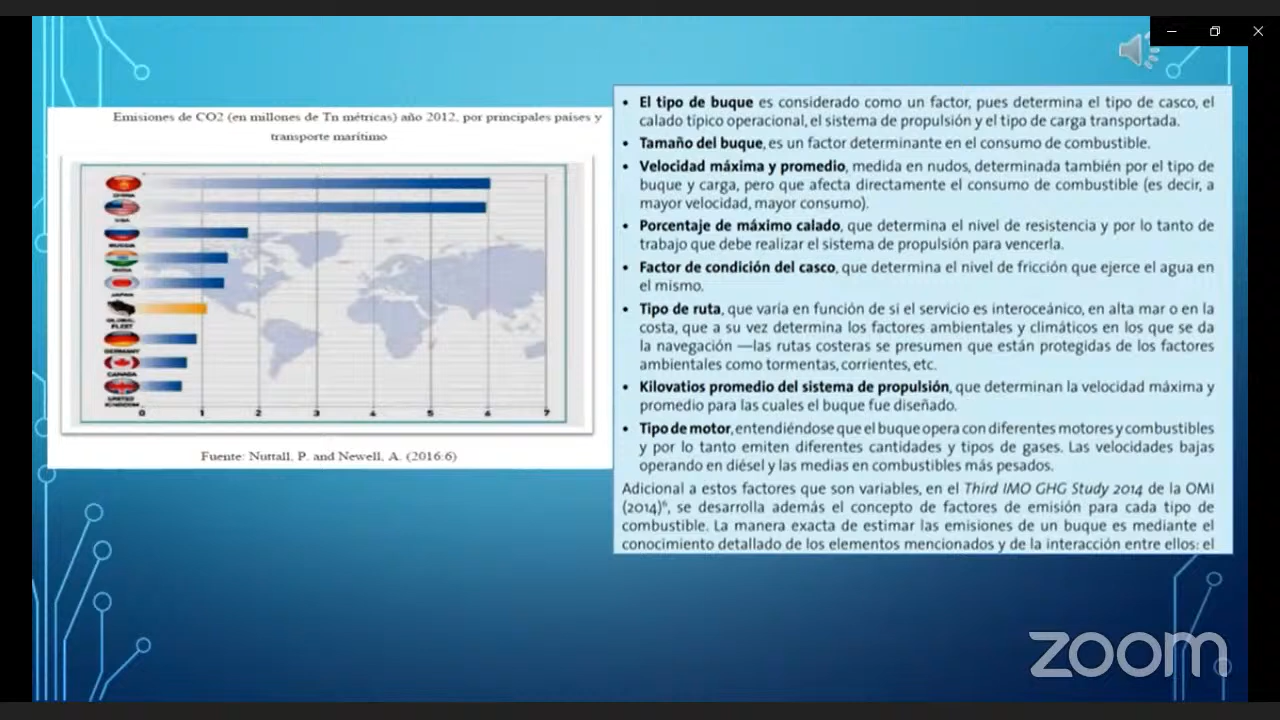 Emisiones de CO2 (en millones de Tn métricas) año 2012, por principales países y
transporte marítimo
CHINA
USA
RUSSIA
INDIA
JAPAN
GLOBAL
FLEET
GERMANY
CANADA
UNITED
KINGDOM
0 1 2 3 4 5 6 7
Fuente: Nuttall, P. and Newell, A. (2016:6)
• El tipo de buque es considerado como un factor, pues determina el tipo de casco, el
calado típico operacional, el sistema de propulsión y el tipo de carga transportada.
• Tamaño del buque, es un factor determinante en el consumo de combustible.
• Velocidad máxima y promedio, medida en nudos, determinada también por el tipo de
buque y carga, pero que afecta directamente el consumo de combustible (es decir, a
mayor velocidad, mayor consumo).
• Porcentaje de máximo calado, que determina el nivel de resistencia y por lo tanto de
trabajo que debe realizar el sistema de propulsión para vencerla.
• Factor de condición del casco, que determina el nivel de fricción que ejerce el agua en
el mismo.
• Tipo de ruta, que varía en función de si el servicio es interoceánico, en alta mar o en la
costa, que a su vez determina los factores ambientales y climáticos en los que se da
la navegación —las rutas costeras se presumen que están protegidas de los factores
ambientales como tormentas, corrientes, etc.
• Kilovatios promedio del sistema de propulsión, que determinan la velocidad máxima y
promedio para las cuales el buque fue diseñado.
• Tipo de motor, entendiéndose que el buque opera con diferentes motores y combustibles
y por lo tanto emiten diferentes cantidades y tipos de gases. Las velocidades bajas
operando en diésel y las medias en combustibles más pesados.
Adicional a estos factores que son variables, en el Third IMO GHG Study 2014 de la OMI
(2014)⁶, se desarrolla además el concepto de factores de emisión para cada tipo de
combustible. La manera exacta de estimar las emisiones de un buque es mediante el
conocimiento detallado de los elementos mencionados y de la interacción entre ellos: el
zoom